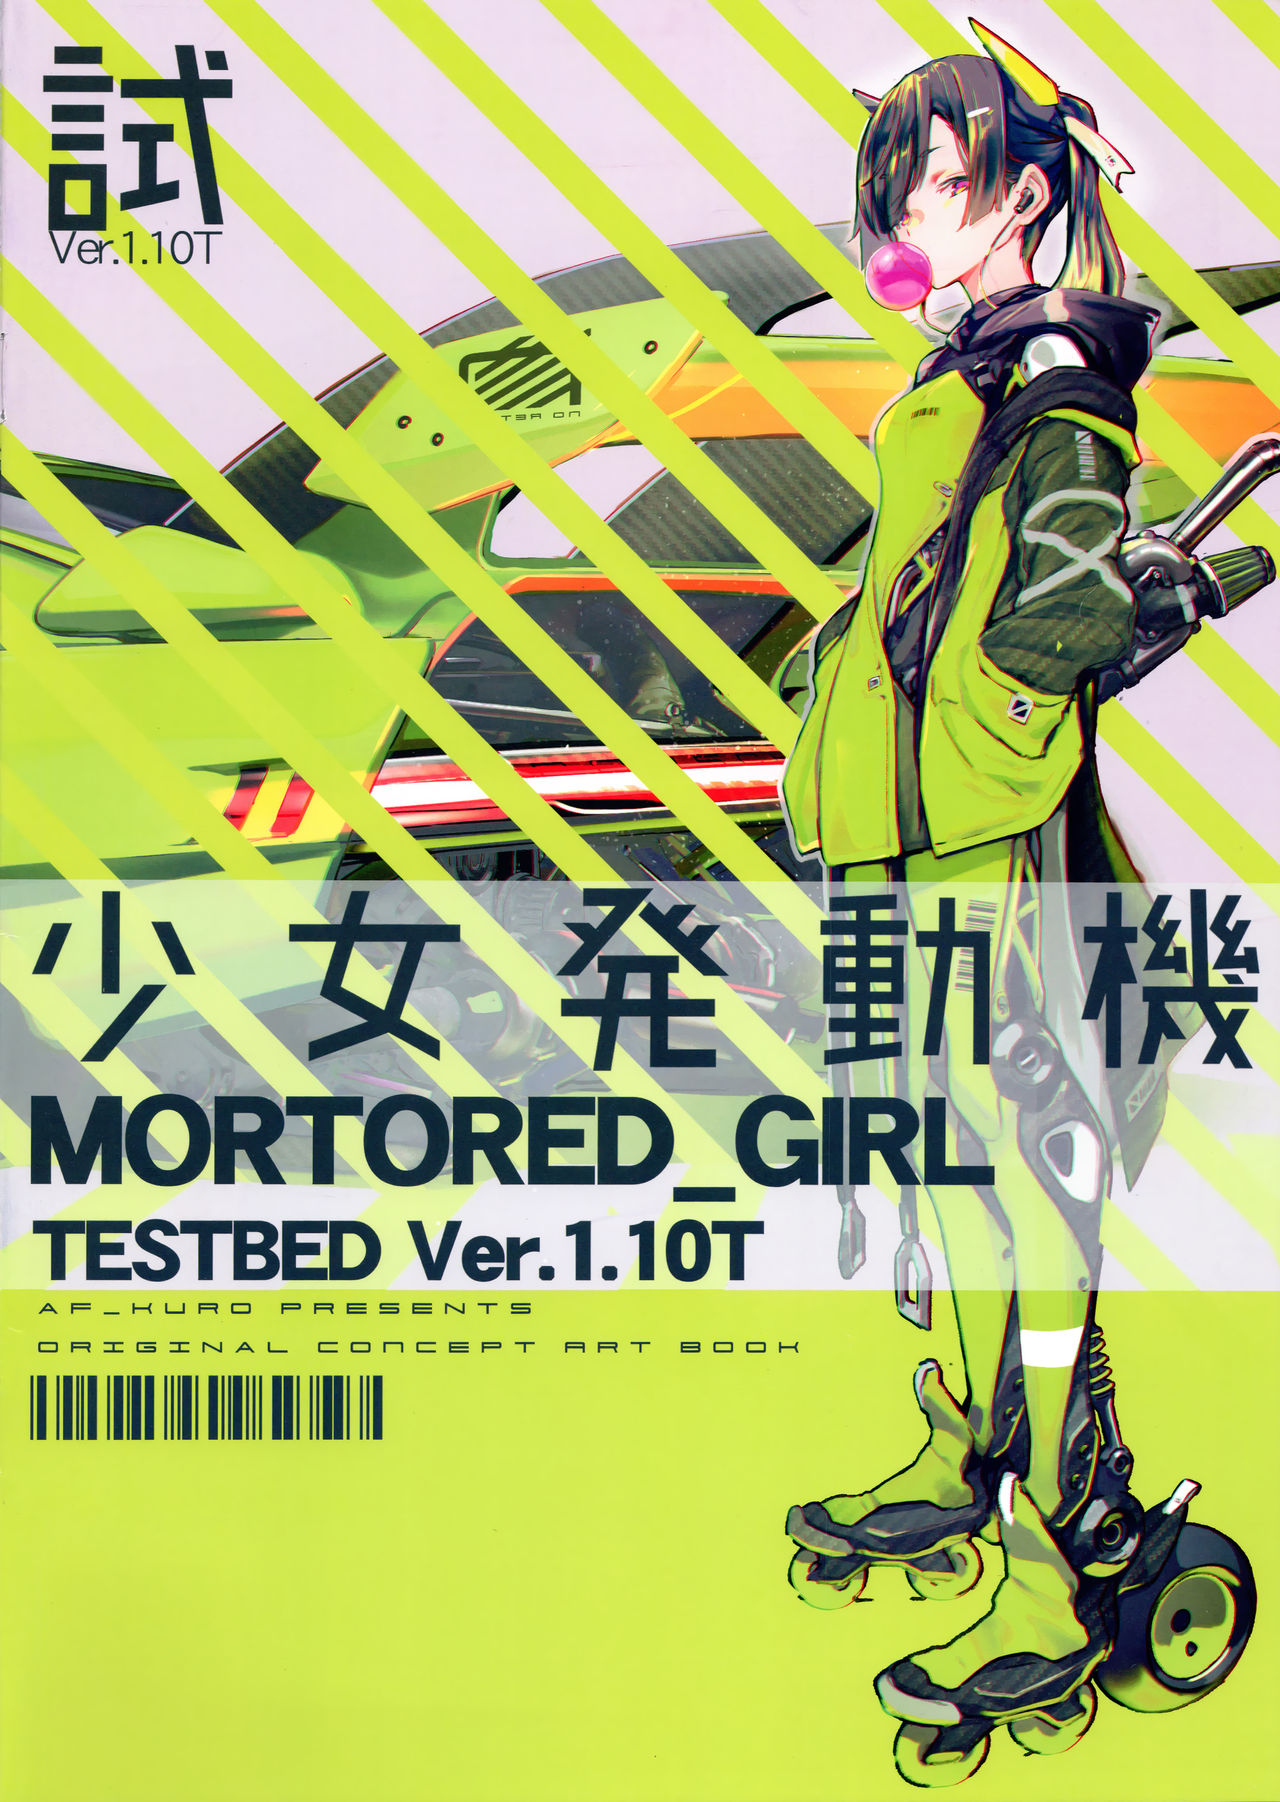 試
Ver.1.10T
少女発動機
MORTORED_GIRL
TESTBED Ver.1.10T
AF_KURO PRESENTS
ORIGINAL CONCEPT ART BOOK